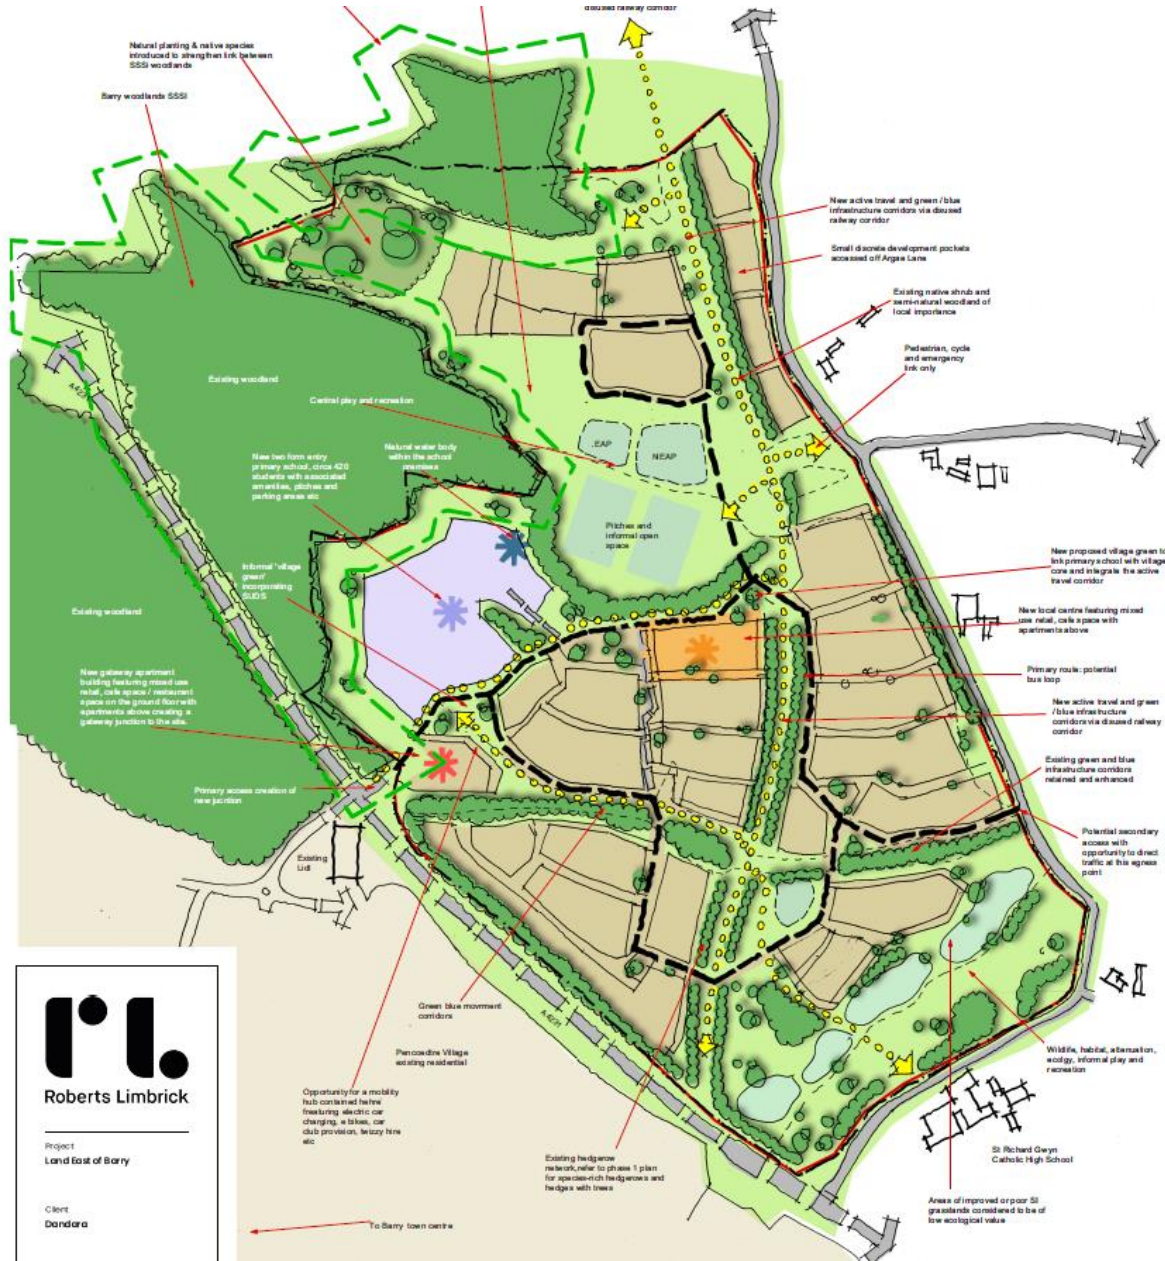 disused railway corridor
Natural planting & native species
introduced to strengthen link between
SSSI woodlands
Barry woodlands SSSI
New active travel and green / blue
infrastructure corridors via disused
railway corridor
Small discrete development pockets
accessed off Argae Lane
Existing native shrub and
semi-natural woodland of
local importance
Pedestrian, cycle
and emergency
link only
A4231
Existing woodland
Central play and recreation
New two form entry
primary school, circa 420
students with associated
amenities, pitches and
parking areas etc
Natural water body
within the school
premises
LEAP
NEAP
Pitches and
informal open
space
Informal 'village
green'
incorporating
SUDS
Existing woodland
New proposed village green to
link primary school with village
core and integrate the active
travel corridor
New local centre featuring mixed
use retail, cafe space with
apartments above
Primary route: potential
bus loop
New gateway apartment
building featuring mixed use
retail, cafe space / restaurant
space on the ground floor with
apartments above creating a
gateway junction to the site.
New active travel and green
/ blue infrastructure
corridors via disused railway
corridor
Existing green and blue
infrastructure corridors
retained and enhanced
Primary access creation of
new jucntion
Potential secondary
access with
opportunity to direct
traffic at this egress
point
Existing
Lidl
Green blue movrment
corridors
A4231
Pencoedtre Village
existing residential
Wildlife, habitat, attenuation,
ecolgy, informal play and
recreation
Opportunity for a mobility
hub contained hehre
freaturing electric car
charging, e bikes, car
club provision, twizzy hire
etc
Existing hedgerow
network,refer to phase 1 plan
for species-rich hedgerows and
hedges with trees
St Richard Gwyn
Catholic High School
Areas of improved or poor SI
grasslands considered to be of
low ecological value
To Barry town centre
rl.
Roberts Limbrick
Project
Land East of Barry
Client
Dandara